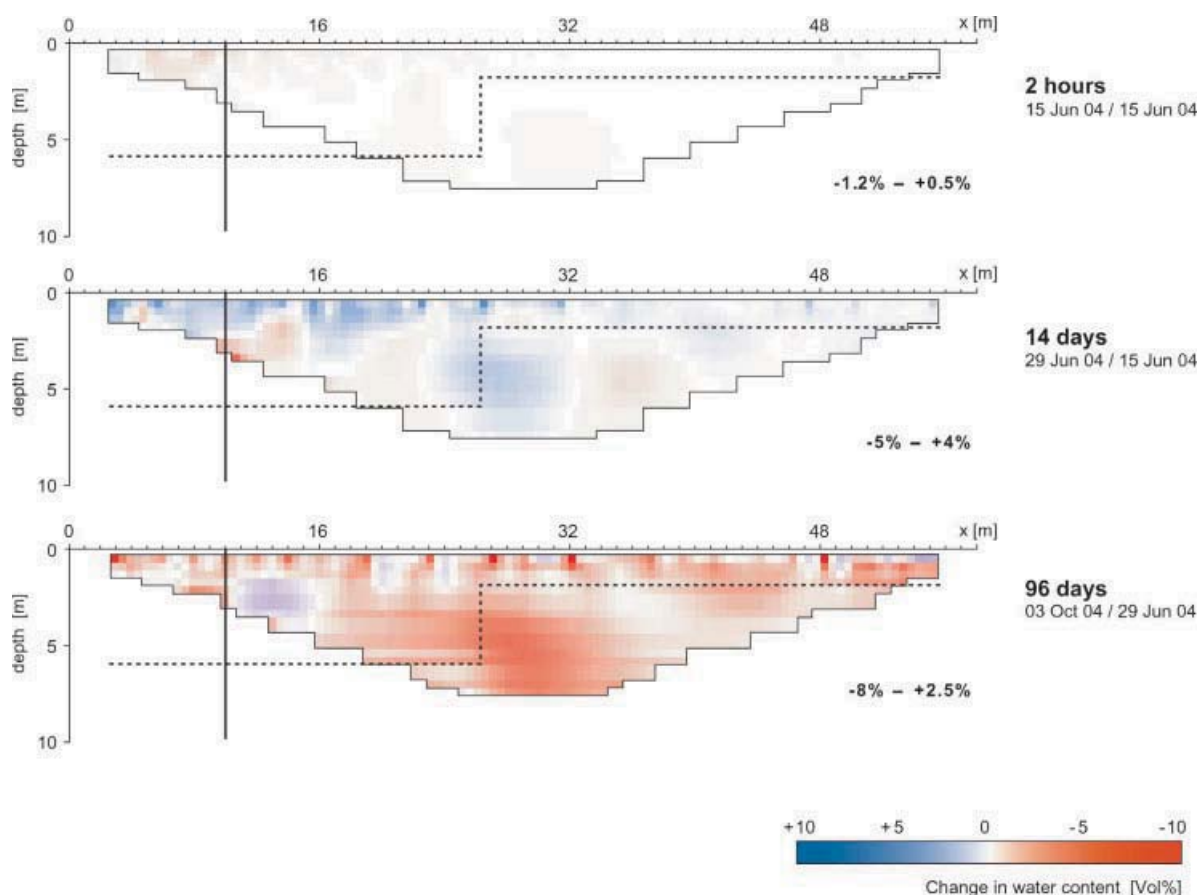 0 16 32 48 x [m]
0
5
10
depth [m]
2 hours
15 Jun 04 / 15 Jun 04
-1.2% – +0.5%
0 16 32 48 x [m]
0
5
10
depth [m]
14 days
29 Jun 04 / 15 Jun 04
-5% – +4%
0 16 32 48 x [m]
0
5
10
depth [m]
96 days
03 Oct 04 / 29 Jun 04
-8% – +2.5%
+10 +5 0 -5 -10
Change in water content [Vol%]